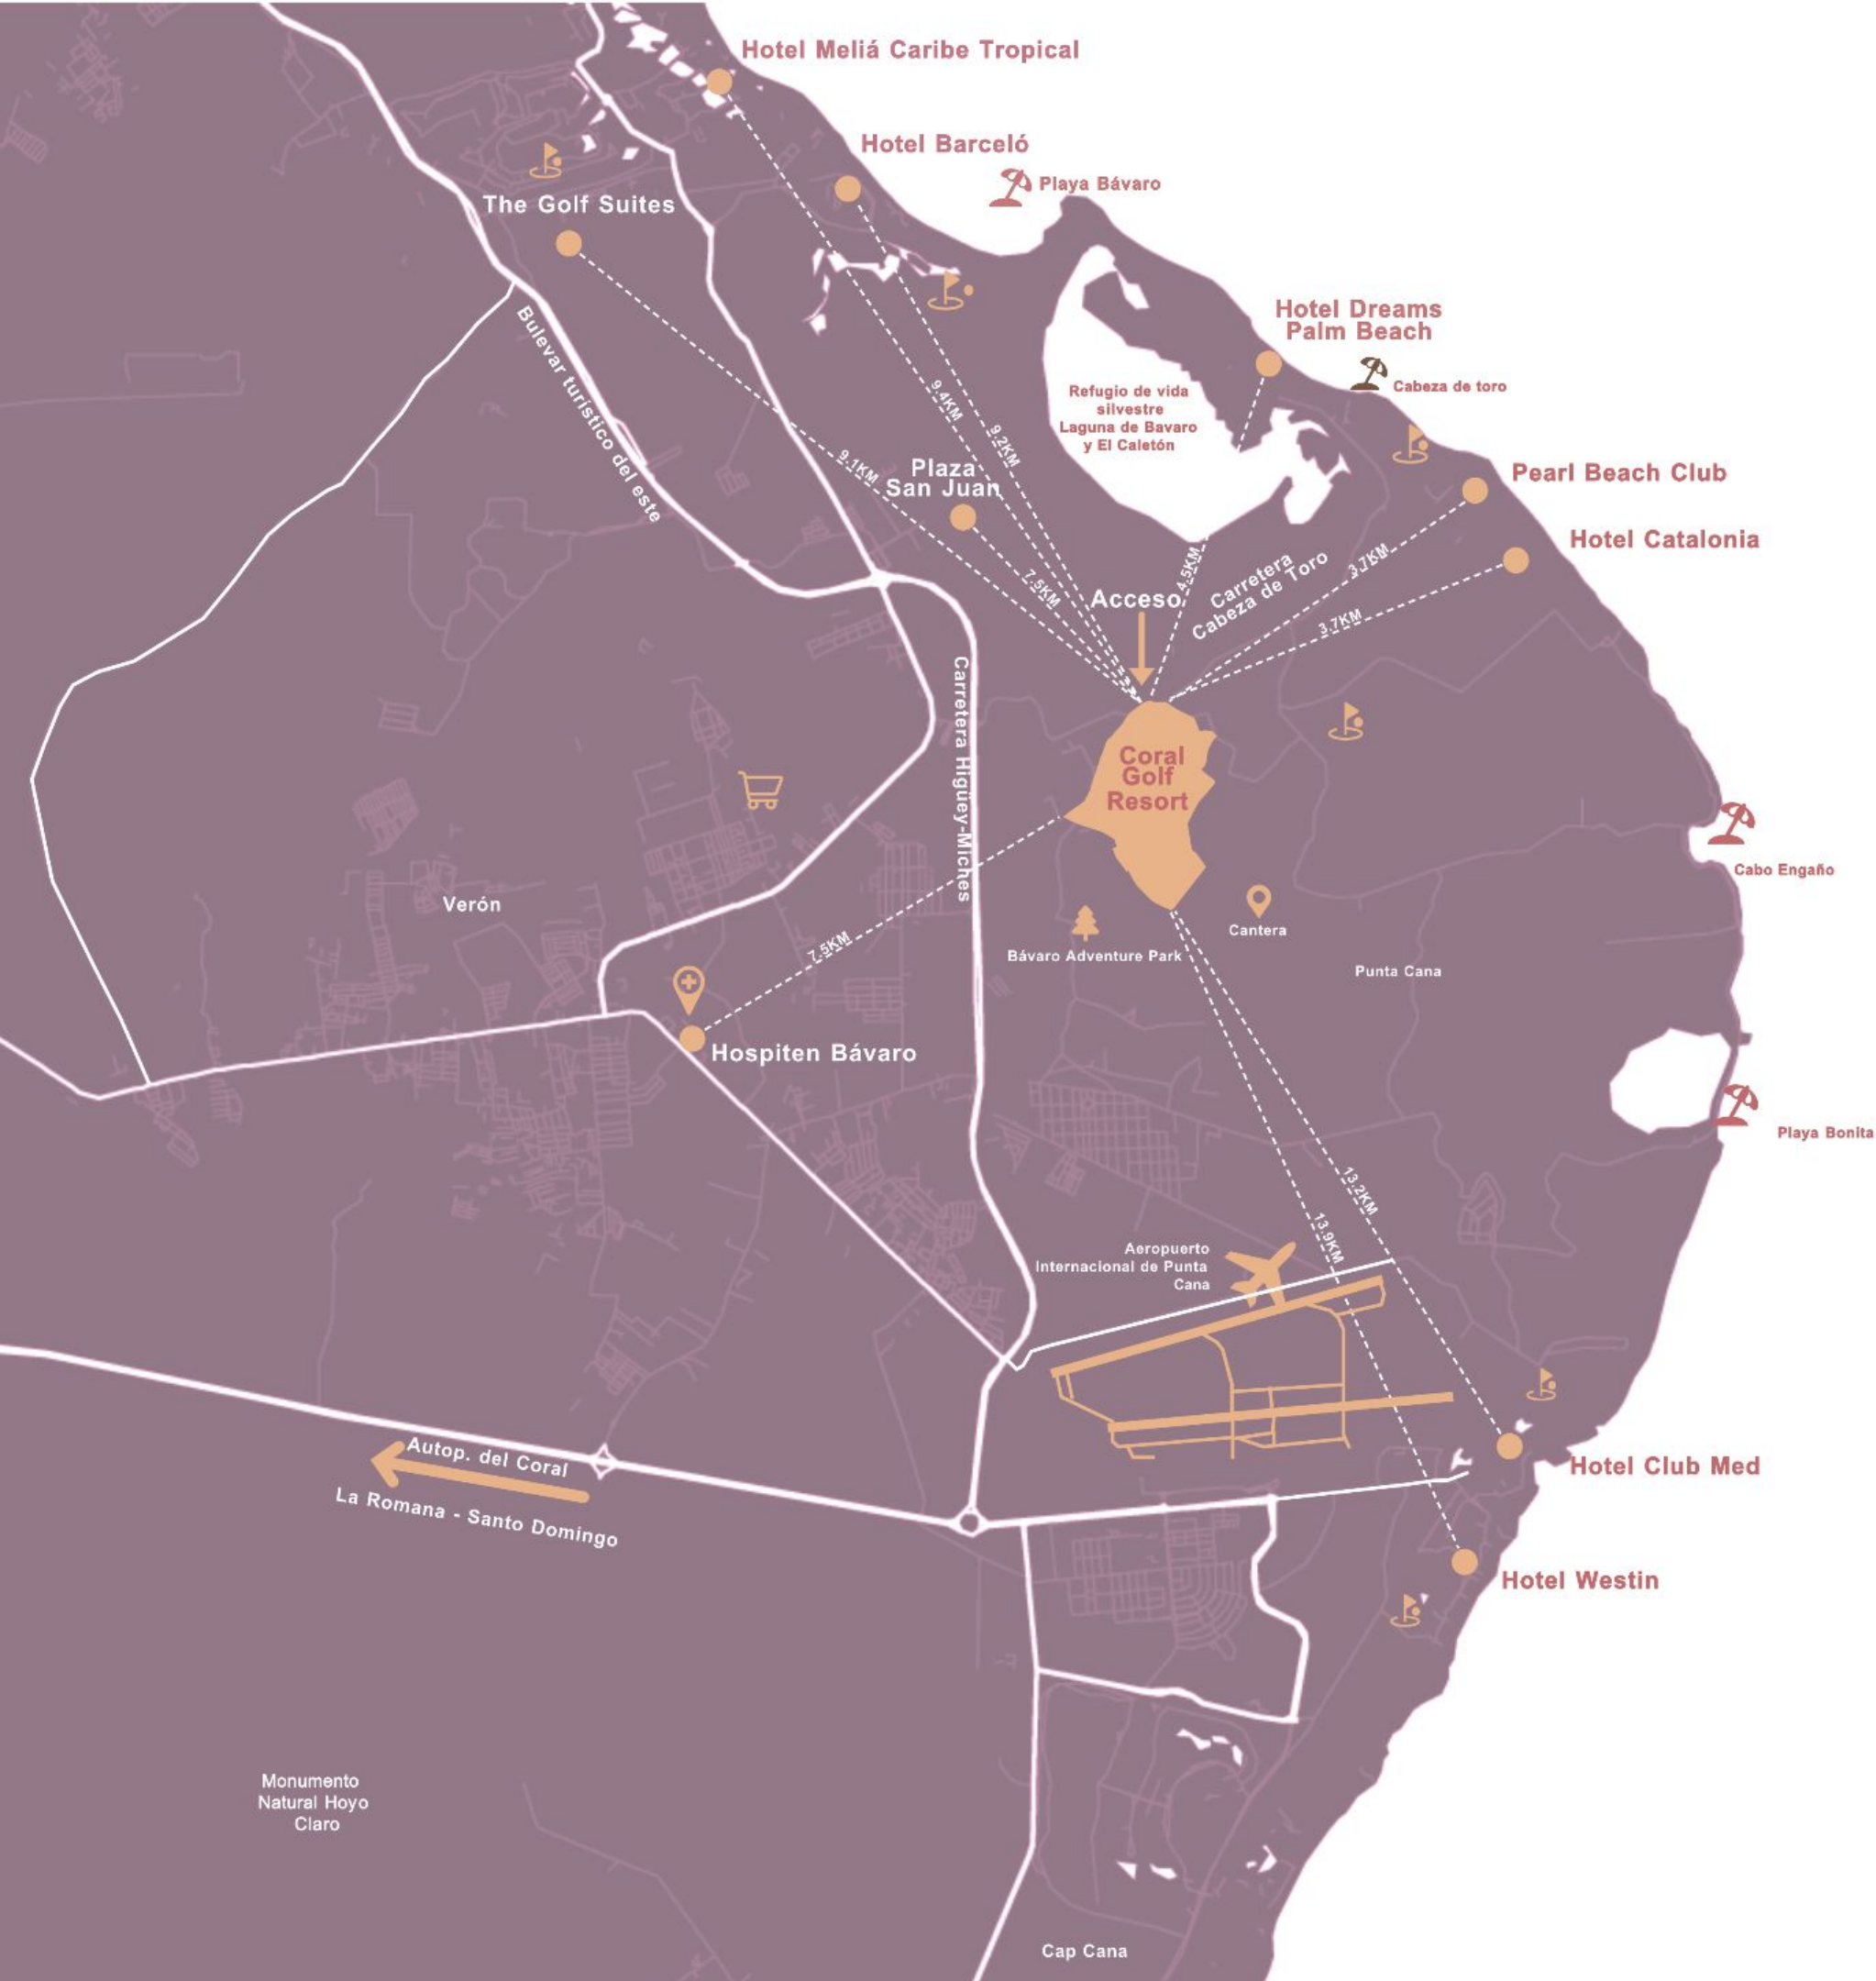 Hotel Meliá Caribe Tropical
Hotel Barceló
Playa Bávaro
The Golf Suites
Hotel Dreams
Palm Beach
Cabeza de toro
Bulevar turístico del este
Refugio de vida
silvestre
Laguna de Bavaro
y El Caletón
9.4KM
9.2KM
9.1KM
Plaza
San Juan
Pearl Beach Club
Hotel Catalonia
7.5KM
4.5KM
Carretera
Cabeza de Toro
3.7KM
3.7KM
Acceso
Carretera Higüey-Miches
Coral
Golf
Resort
Cabo Engaño
Verón
Cantera
Bávaro Adventure Park
Punta Cana
7.5KM
Hospiten Bávaro
Playa Bonita
13.2KM
13.9KM
Aeropuerto
Internacional de Punta
Cana
Autop. del Coral
La Romana - Santo Domingo
Hotel Club Med
Hotel Westin
Monumento
Natural Hoyo
Claro
Cap Cana